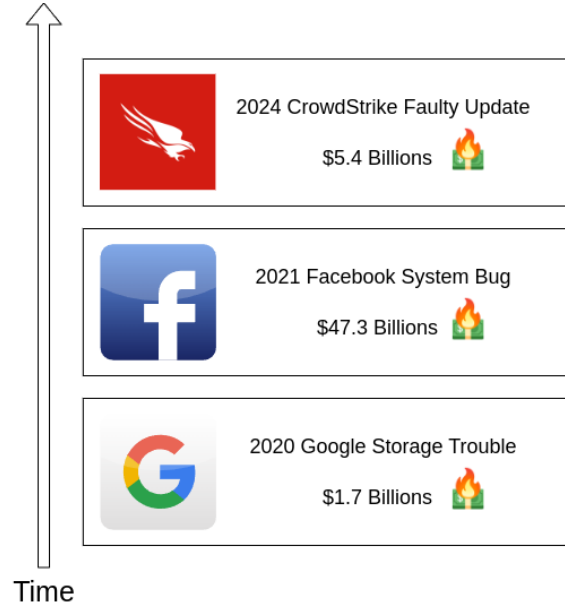 2024 CrowdStrike Faulty Update
$5.4 Billions
2021 Facebook System Bug
$47.3 Billions
2020 Google Storage Trouble
$1.7 Billions
Time